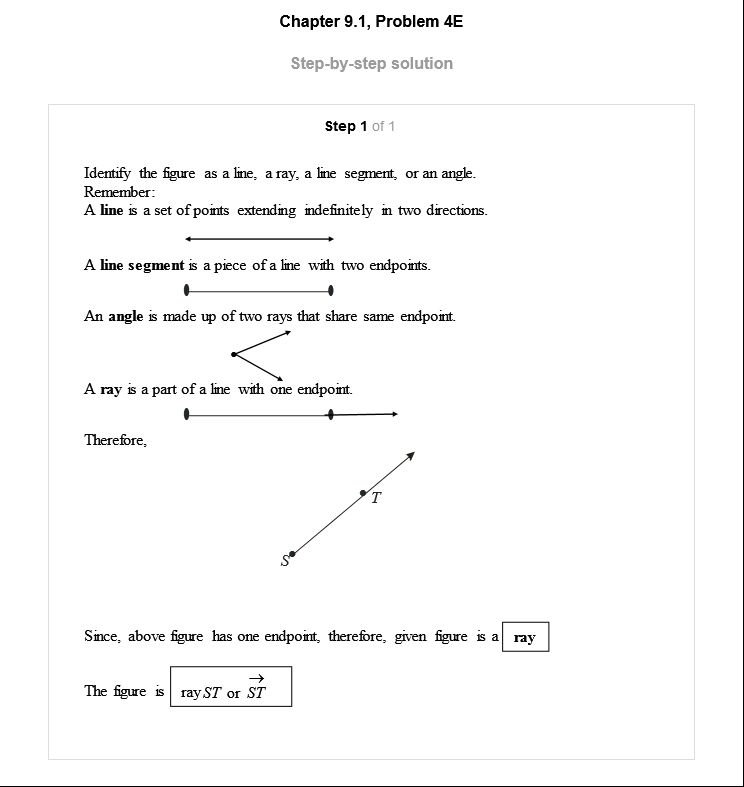 Chapter 9.1, Problem 4E
Step-by-step solution
Step 1 of 1
Identify the figure as a line, a ray, a line segment, or an angle.
Remember:
A line is a set of points extending indefinitely in two directions.
A line segment is a piece of a line with two endpoints.
An angle is made up of two rays that share same endpoint.
A ray is a part of a line with one endpoint.
Therefore,
T
S
Since, above figure has one endpoint, therefore, given figure is a ray
The figure is ray ST or $\overrightarrow{ST}$